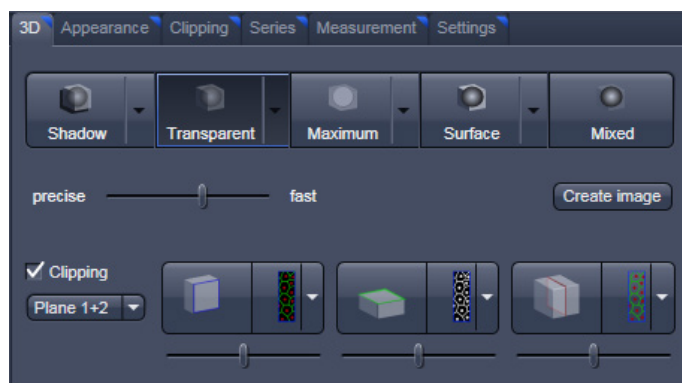 3D Appearance Clipping Series Measurement Settings
Shadow Transparent Maximum Surface Mixed
precise fast Create image
Clipping
Plane 1+2